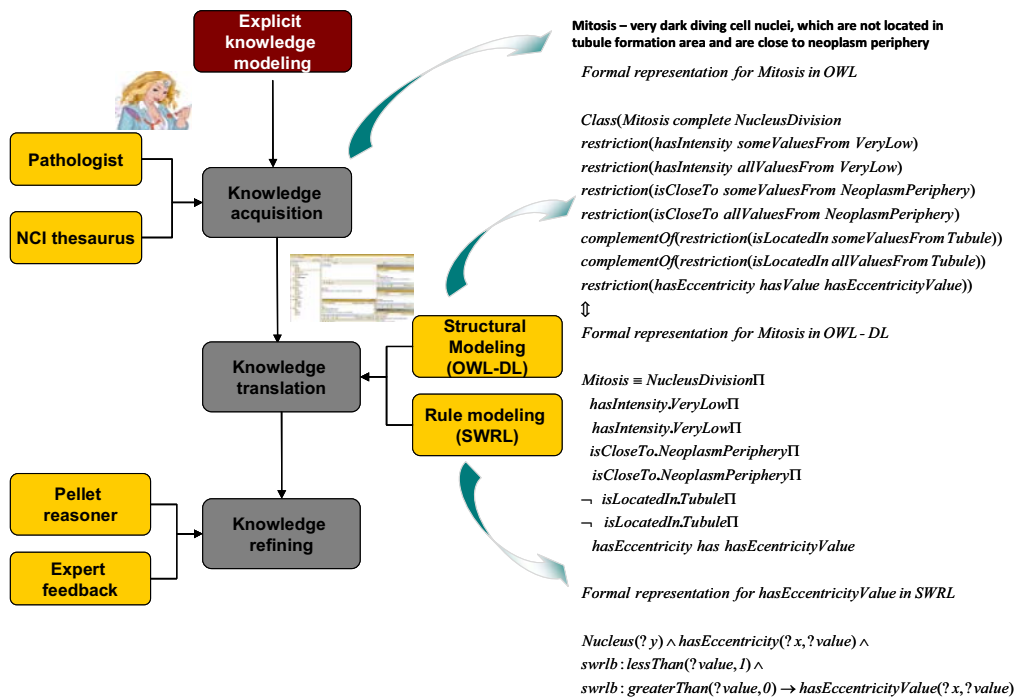 Explicit
knowledge
modeling
Pathologist
NCI thesaurus
Knowledge
acquisition
Structural
Modeling
(OWL-DL)
Rule modeling
(SWRL)
Knowledge
translation
Pellet
reasoner
Expert
feedback
Knowledge
refining
Mitosis – very dark diving cell nuclei, which are not located in
tubule formation area and are close to neoplasm periphery
Formal representation for Mitosis in OWL
Class(Mitosis complete NucleusDivision
restriction(hasIntensity someValuesFrom VeryLow)
restriction(hasIntensity allValuesFrom VeryLow)
restriction(isCloseTo someValuesFrom NeoplasmPeriphery)
restriction(isCloseTo allValuesFrom NeoplasmPeriphery)
complementOf(restriction(isLocatedIn someValuesFrom Tubule))
complementOf(restriction(isLocatedIn allValuesFrom Tubule))
restriction(hasEccentricity hasValue hasEccentricityValue))
⇕
Formal representation for Mitosis in OWL - DL
Mitosis ≡ NucleusDivisionΠ
hasIntensity.VeryLowΠ
hasIntensity.VeryLowΠ
isCloseTo.NeoplasmPeripheryΠ
isCloseTo.NeoplasmPeripheryΠ
¬ isLocatedIn.TubuleΠ
¬ isLocatedIn.TubuleΠ
hasEccentricity has hasEcentricityValue
Formal representation for hasEccentricityValue in SWRL
Nucleus(? y) ∧ hasEccentricity(? x,? value) ∧
swrlb : lessThan(? value, 1) ∧
swrlb : greaterThan(? value, 0) → hasEccentricityValue(? x,? value)